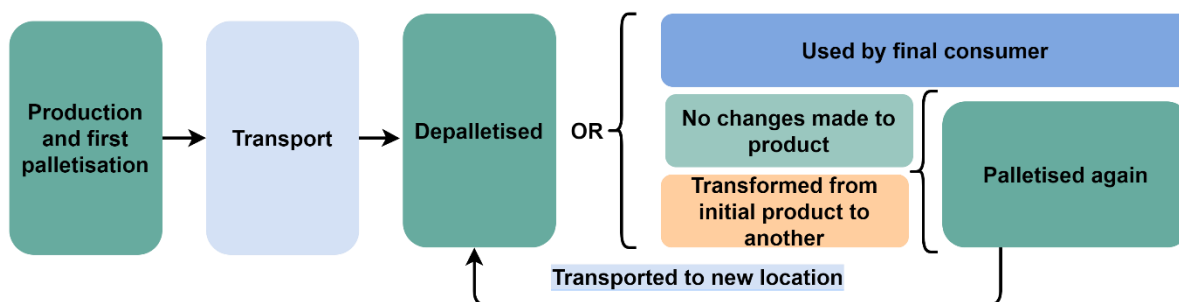 Production
and first
palletisation
Transport
Depalletised
OR
Used by final consumer
No changes made to
product
Transformed from
initial product to
another
Palletised again
Transported to new location